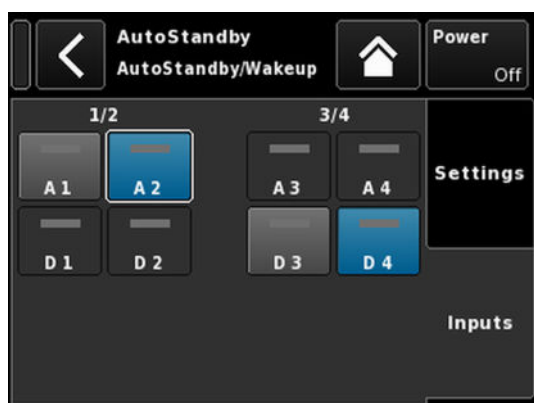 AutoStandby
AutoStandby/Wakeup
Power
Off
1/2
3/4
A 1
A 2
A 3
A 4
D 1
D 2
D 3
D 4
Settings
Inputs